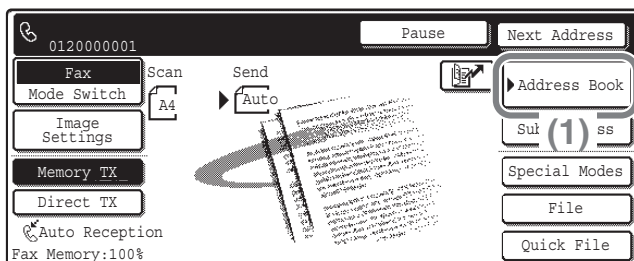 0120000001
Pause
Next Address
Fax
Mode Switch
Scan
A4
Send
Auto
Address Book
(1)
Image
Settings
Memory TX
Special Modes
Direct TX
File
Auto Reception
Quick File
Fax Memory:100%